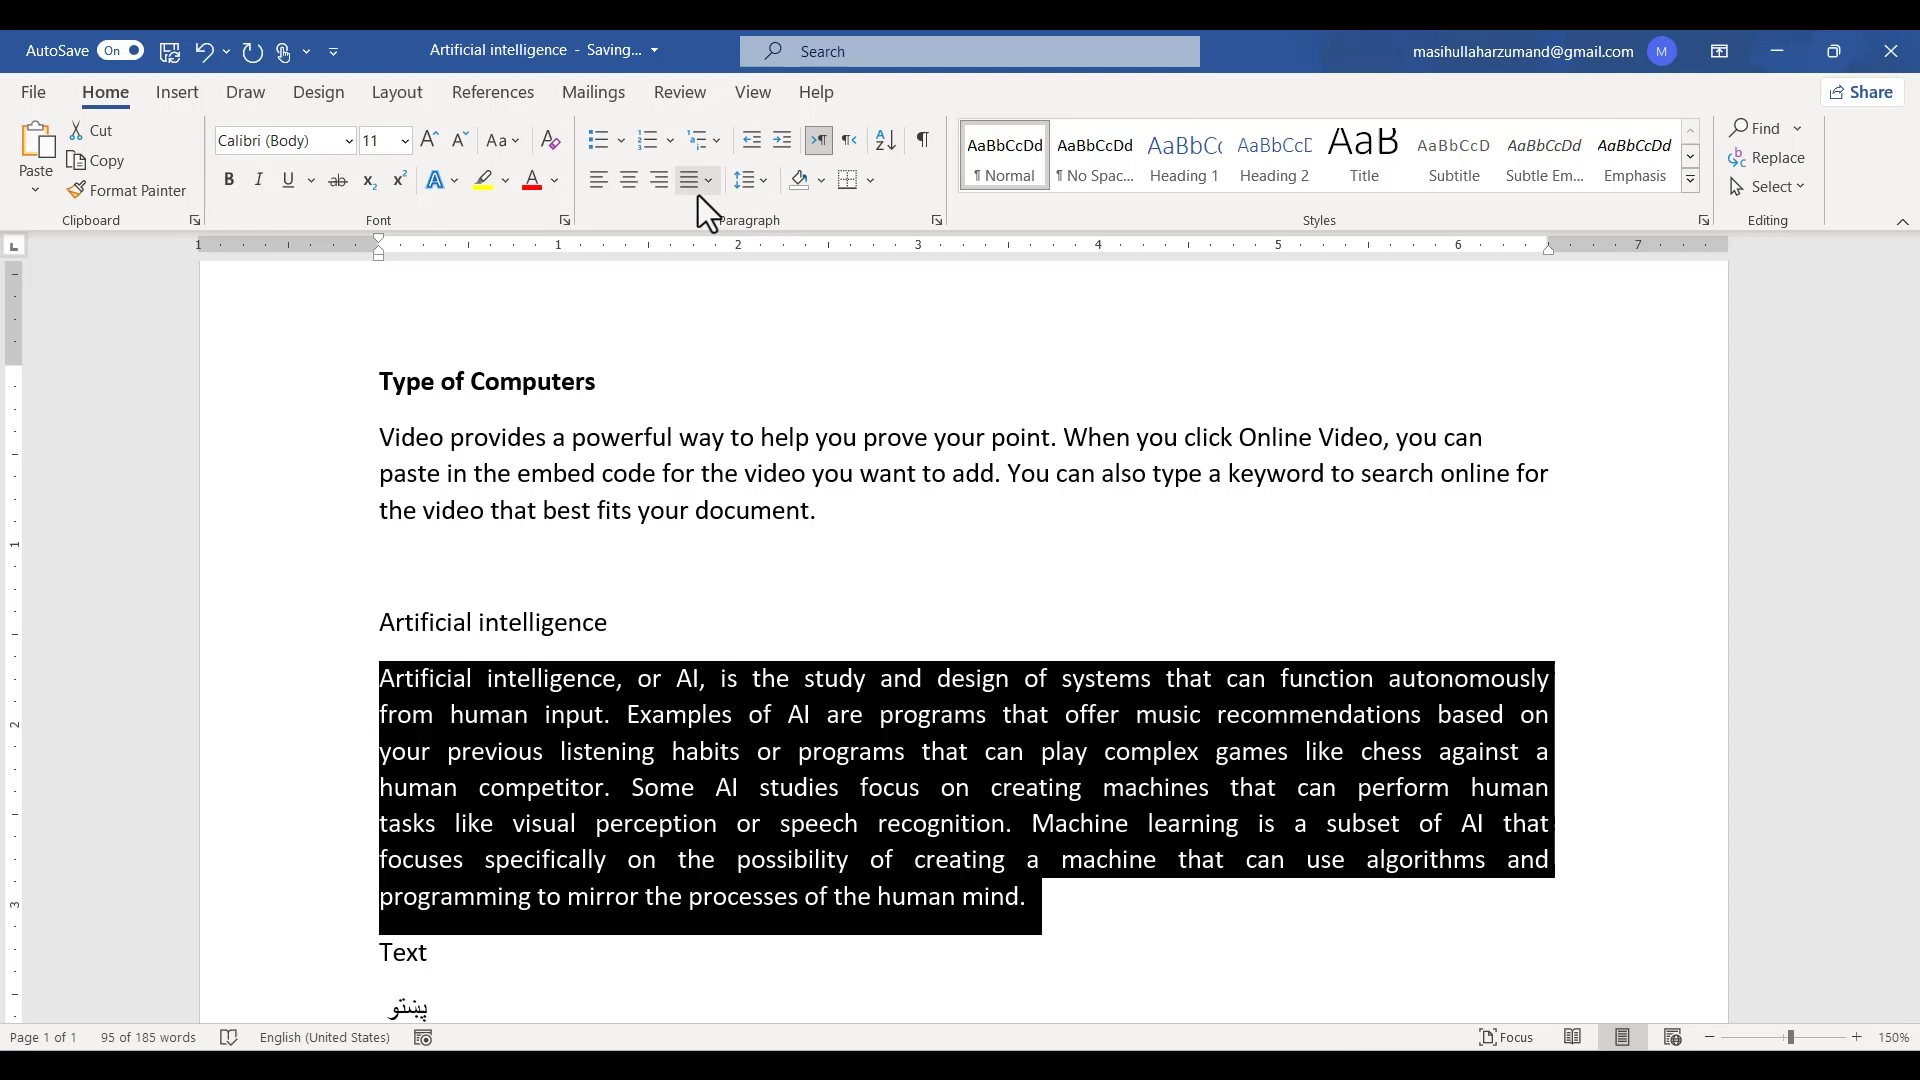 AutoSave On Artificial intelligence - Saving... Search masihullaharzumand@gmail.com M
File Home Insert Draw Design Layout References Mailings Review View Help Share
Paste Cut Copy Format Painter
Calibri (Body) 11
AaBbCcDd AaBbCcDd AaBbCc AaBbCcD AaB AaBbCcD AaBbCcDd AaBbCcDd
¶ Normal ¶ No Spac... Heading 1 Heading 2 Title Subtitle Subtle Em... Emphasis
Find
Replace
Select
Clipboard Font Paragraph Styles Editing
1 1 2 3 4 5 6 7
Type of Computers
Video provides a powerful way to help you prove your point. When you click Online Video, you can
paste in the embed code for the video you want to add. You can also type a keyword to search online for
the video that best fits your document.
Artificial intelligence
Artificial intelligence, or AI, is the study and design of systems that can function autonomously
from human input. Examples of AI are programs that offer music recommendations based on
your previous listening habits or programs that can play complex games like chess against a
human competitor. Some AI studies focus on creating machines that can perform human
tasks like visual perception or speech recognition. Machine learning is a subset of AI that
focuses specifically on the possibility of creating a machine that can use algorithms and
programming to mirror the processes of the human mind.
Text
پښتو
Page 1 of 1 95 of 185 words English (United States) Focus 150%